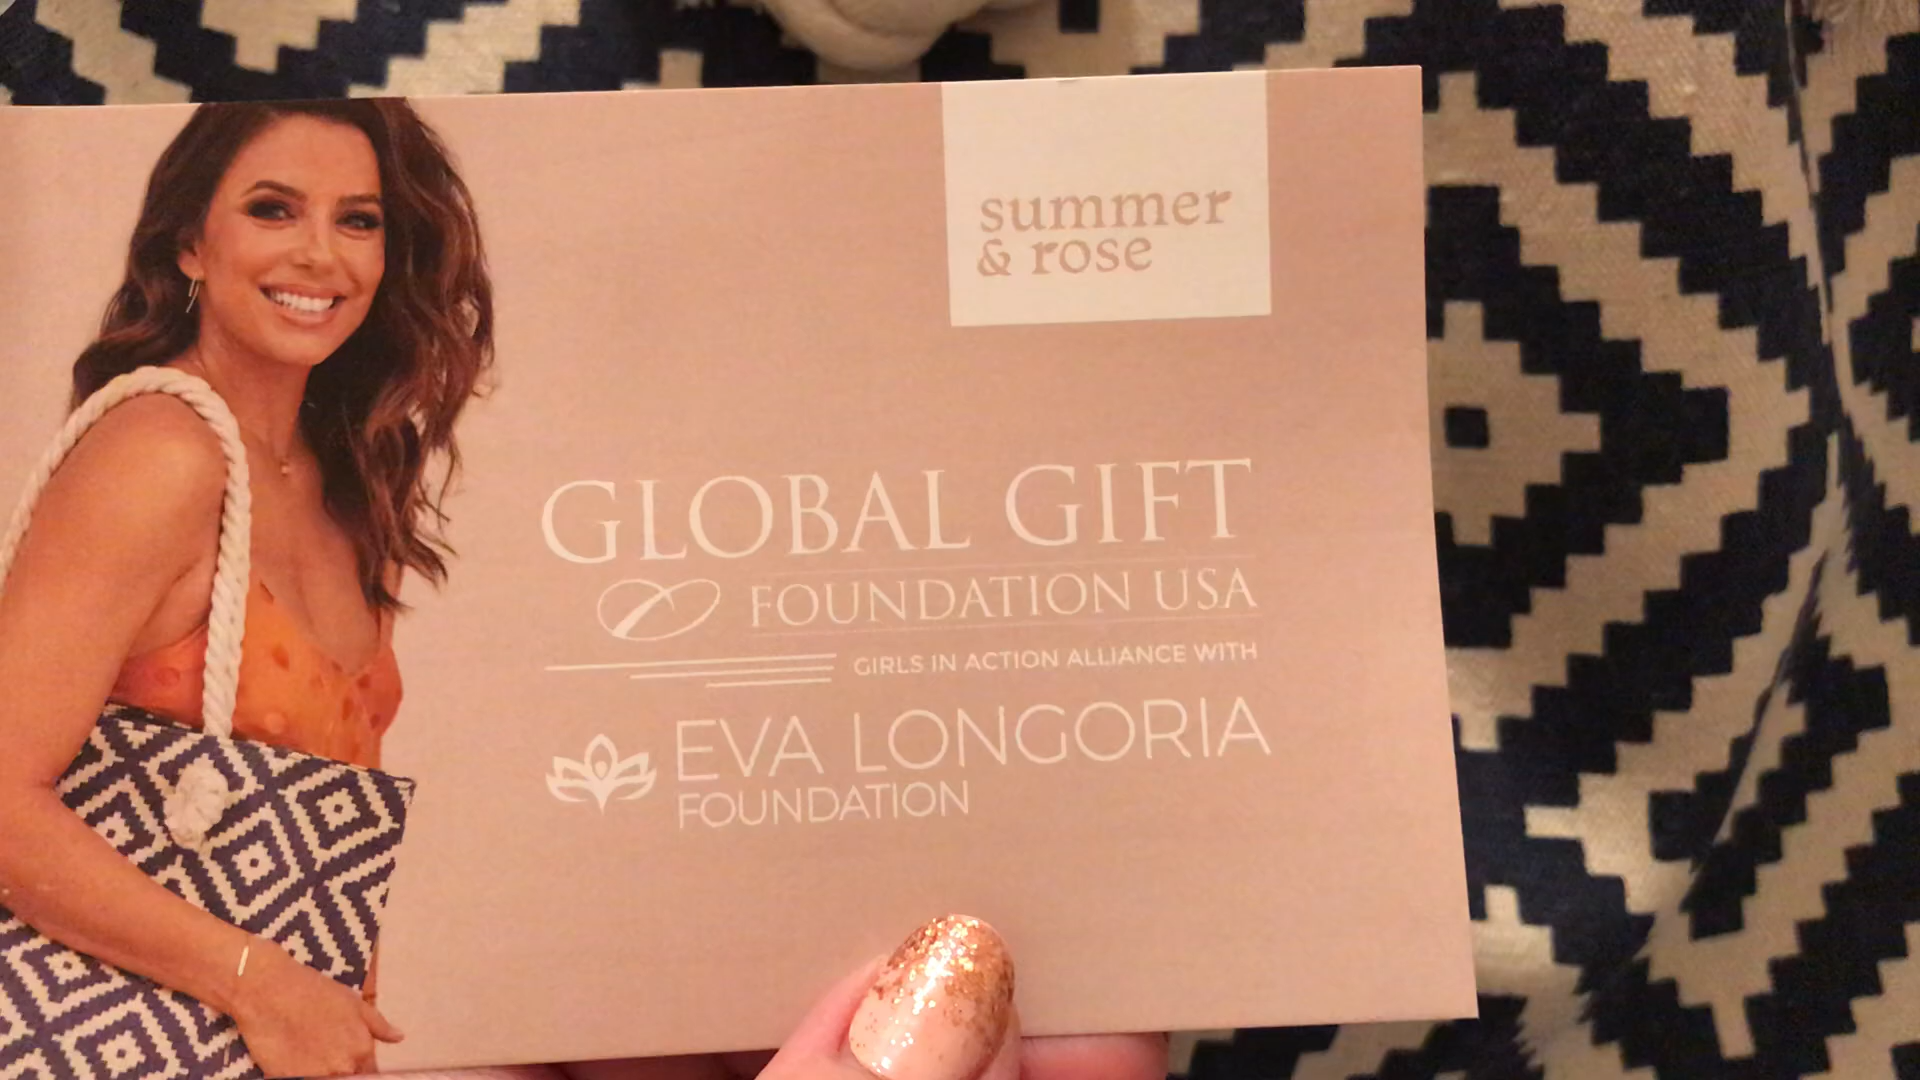 summer
& rose
GLOBAL GIFT
FOUNDATION USA
GIRLS IN ACTION ALLIANCE WITH
EVA LONGORIA
FOUNDATION